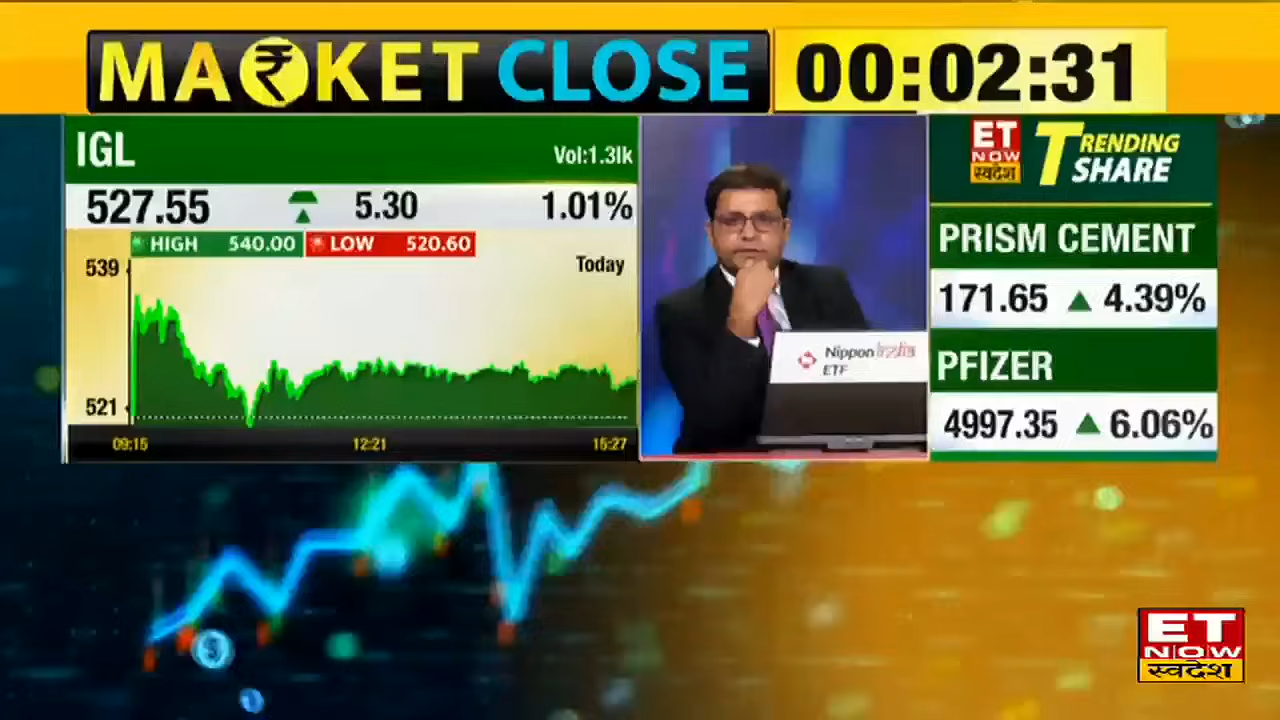 MA₹KET CLOSE 00:02:31
IGL Vol:1.3lk
527.55 5.30 1.01%
HIGH 540.00 LOW 520.60
539
Today
521
09:15 12:21 15:27
Nippon India
ETF
ET
NOW
स्वदेश
TRENDING
SHARE
PRISM CEMENT
171.65 ▲ 4.39%
PFIZER
4997.35 ▲ 6.06%
ET
NOW
स्वदेश